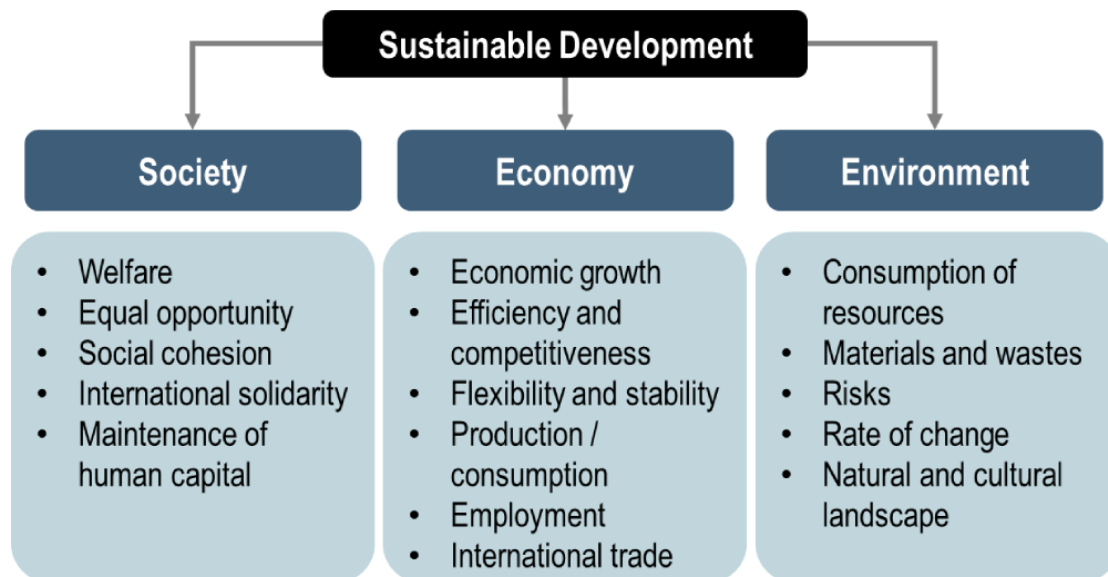 Sustainable Development
Society
• Welfare
• Equal opportunity
• Social cohesion
• International solidarity
• Maintenance of
human capital
Economy
• Economic growth
• Efficiency and
competitiveness
• Flexibility and stability
• Production /
consumption
• Employment
• International trade
Environment
• Consumption of
resources
• Materials and wastes
• Risks
• Rate of change
• Natural and cultural
landscape